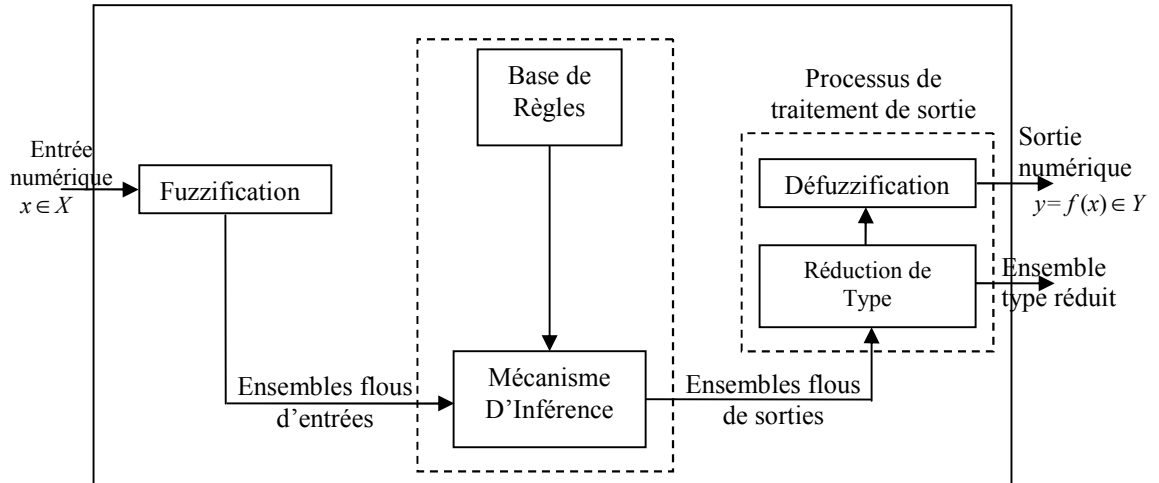 Base de
Règles
Processus de
traitement de sortie
Entrée
numérique
x ∈ X
Fuzzification
Défuzzification
Sortie
numérique
y= f (x) ∈ Y
Réduction de
Type
Ensemble
type réduit
Ensembles flous
d’entrées
Mécanisme
D’Inférence
Ensembles flous
de sorties